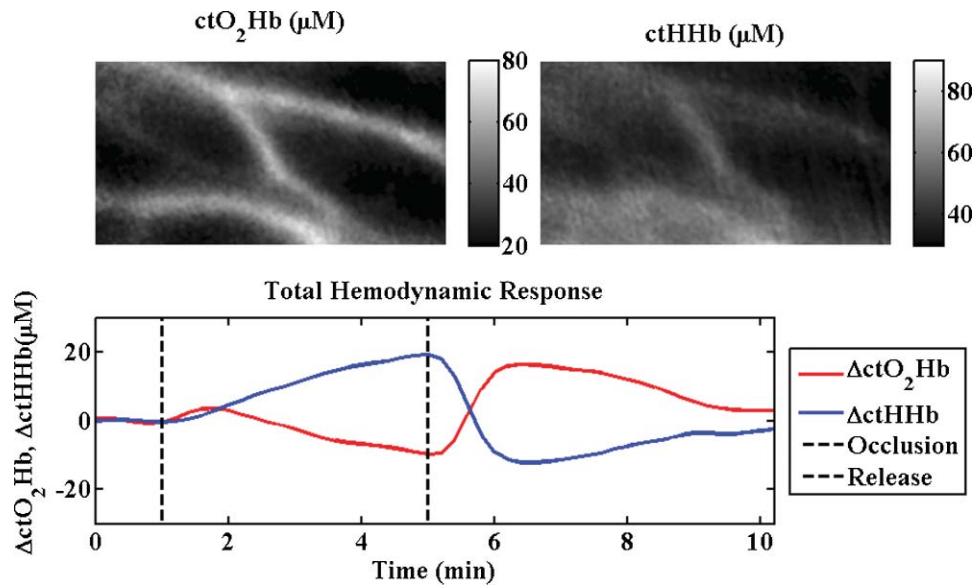 ctO₂Hb (μM)
ctHHb (μM)
80
60
40
20
80
60
40
Total Hemodynamic Response
ΔctO₂Hb, ΔctHHb(μM)
20
0
-20
0
2
4
6
8
10
Time (min)
ΔctO₂Hb
ΔctHHb
Occlusion
Release